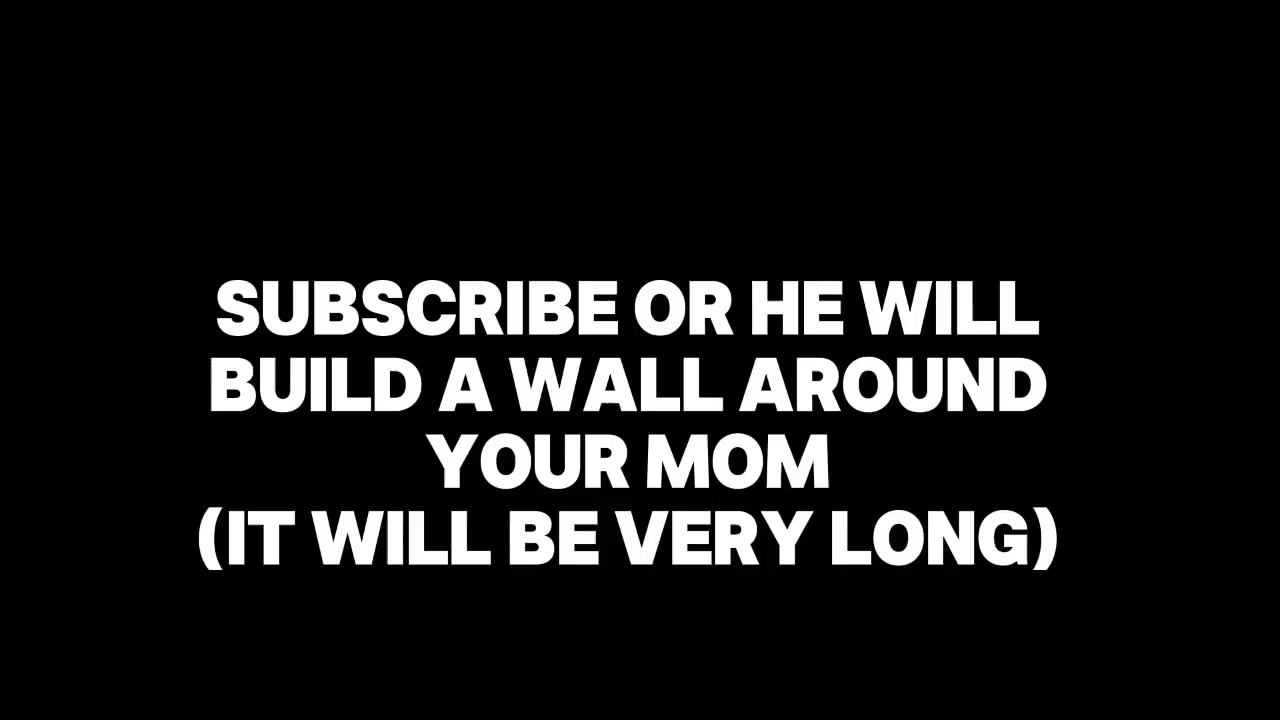 SUBSCRIBE OR HE WILL
BUILD A WALL AROUND
YOUR MOM
(IT WILL BE VERY LONG)